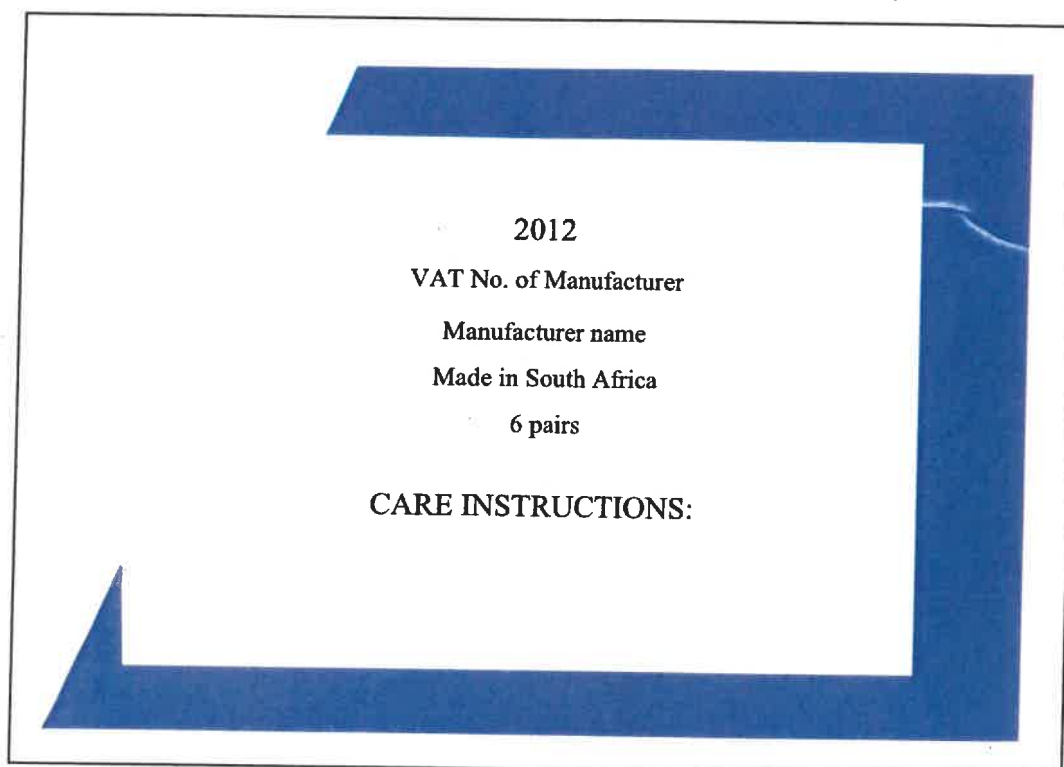 2012
VAT No. of Manufacturer
Manufacturer name
Made in South Africa
6 pairs
CARE INSTRUCTIONS: